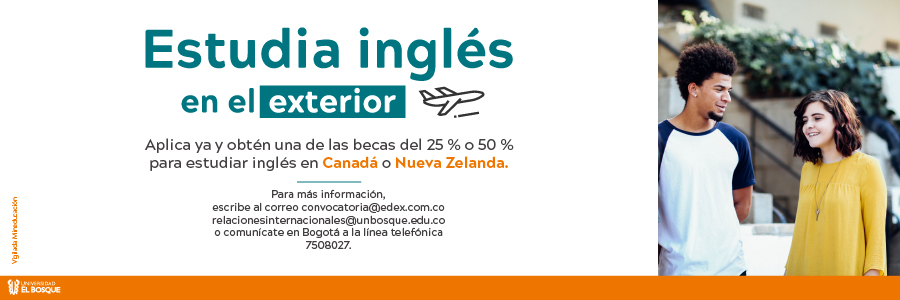 Estudia inglés
en el exterior
Aplica ya y obtén una de las becas del 25 % o 50 %
para estudiar inglés en Canadá o Nueva Zelanda.
Para más información,
escribe al correo convocatoria@edex.com.co
relacionesinternacionales@unbosque.edu.co
o comunícate en Bogotá a la línea telefónica
7508027.
Vigilada Mineducación
UNIVERSIDAD
EL BOSQUE